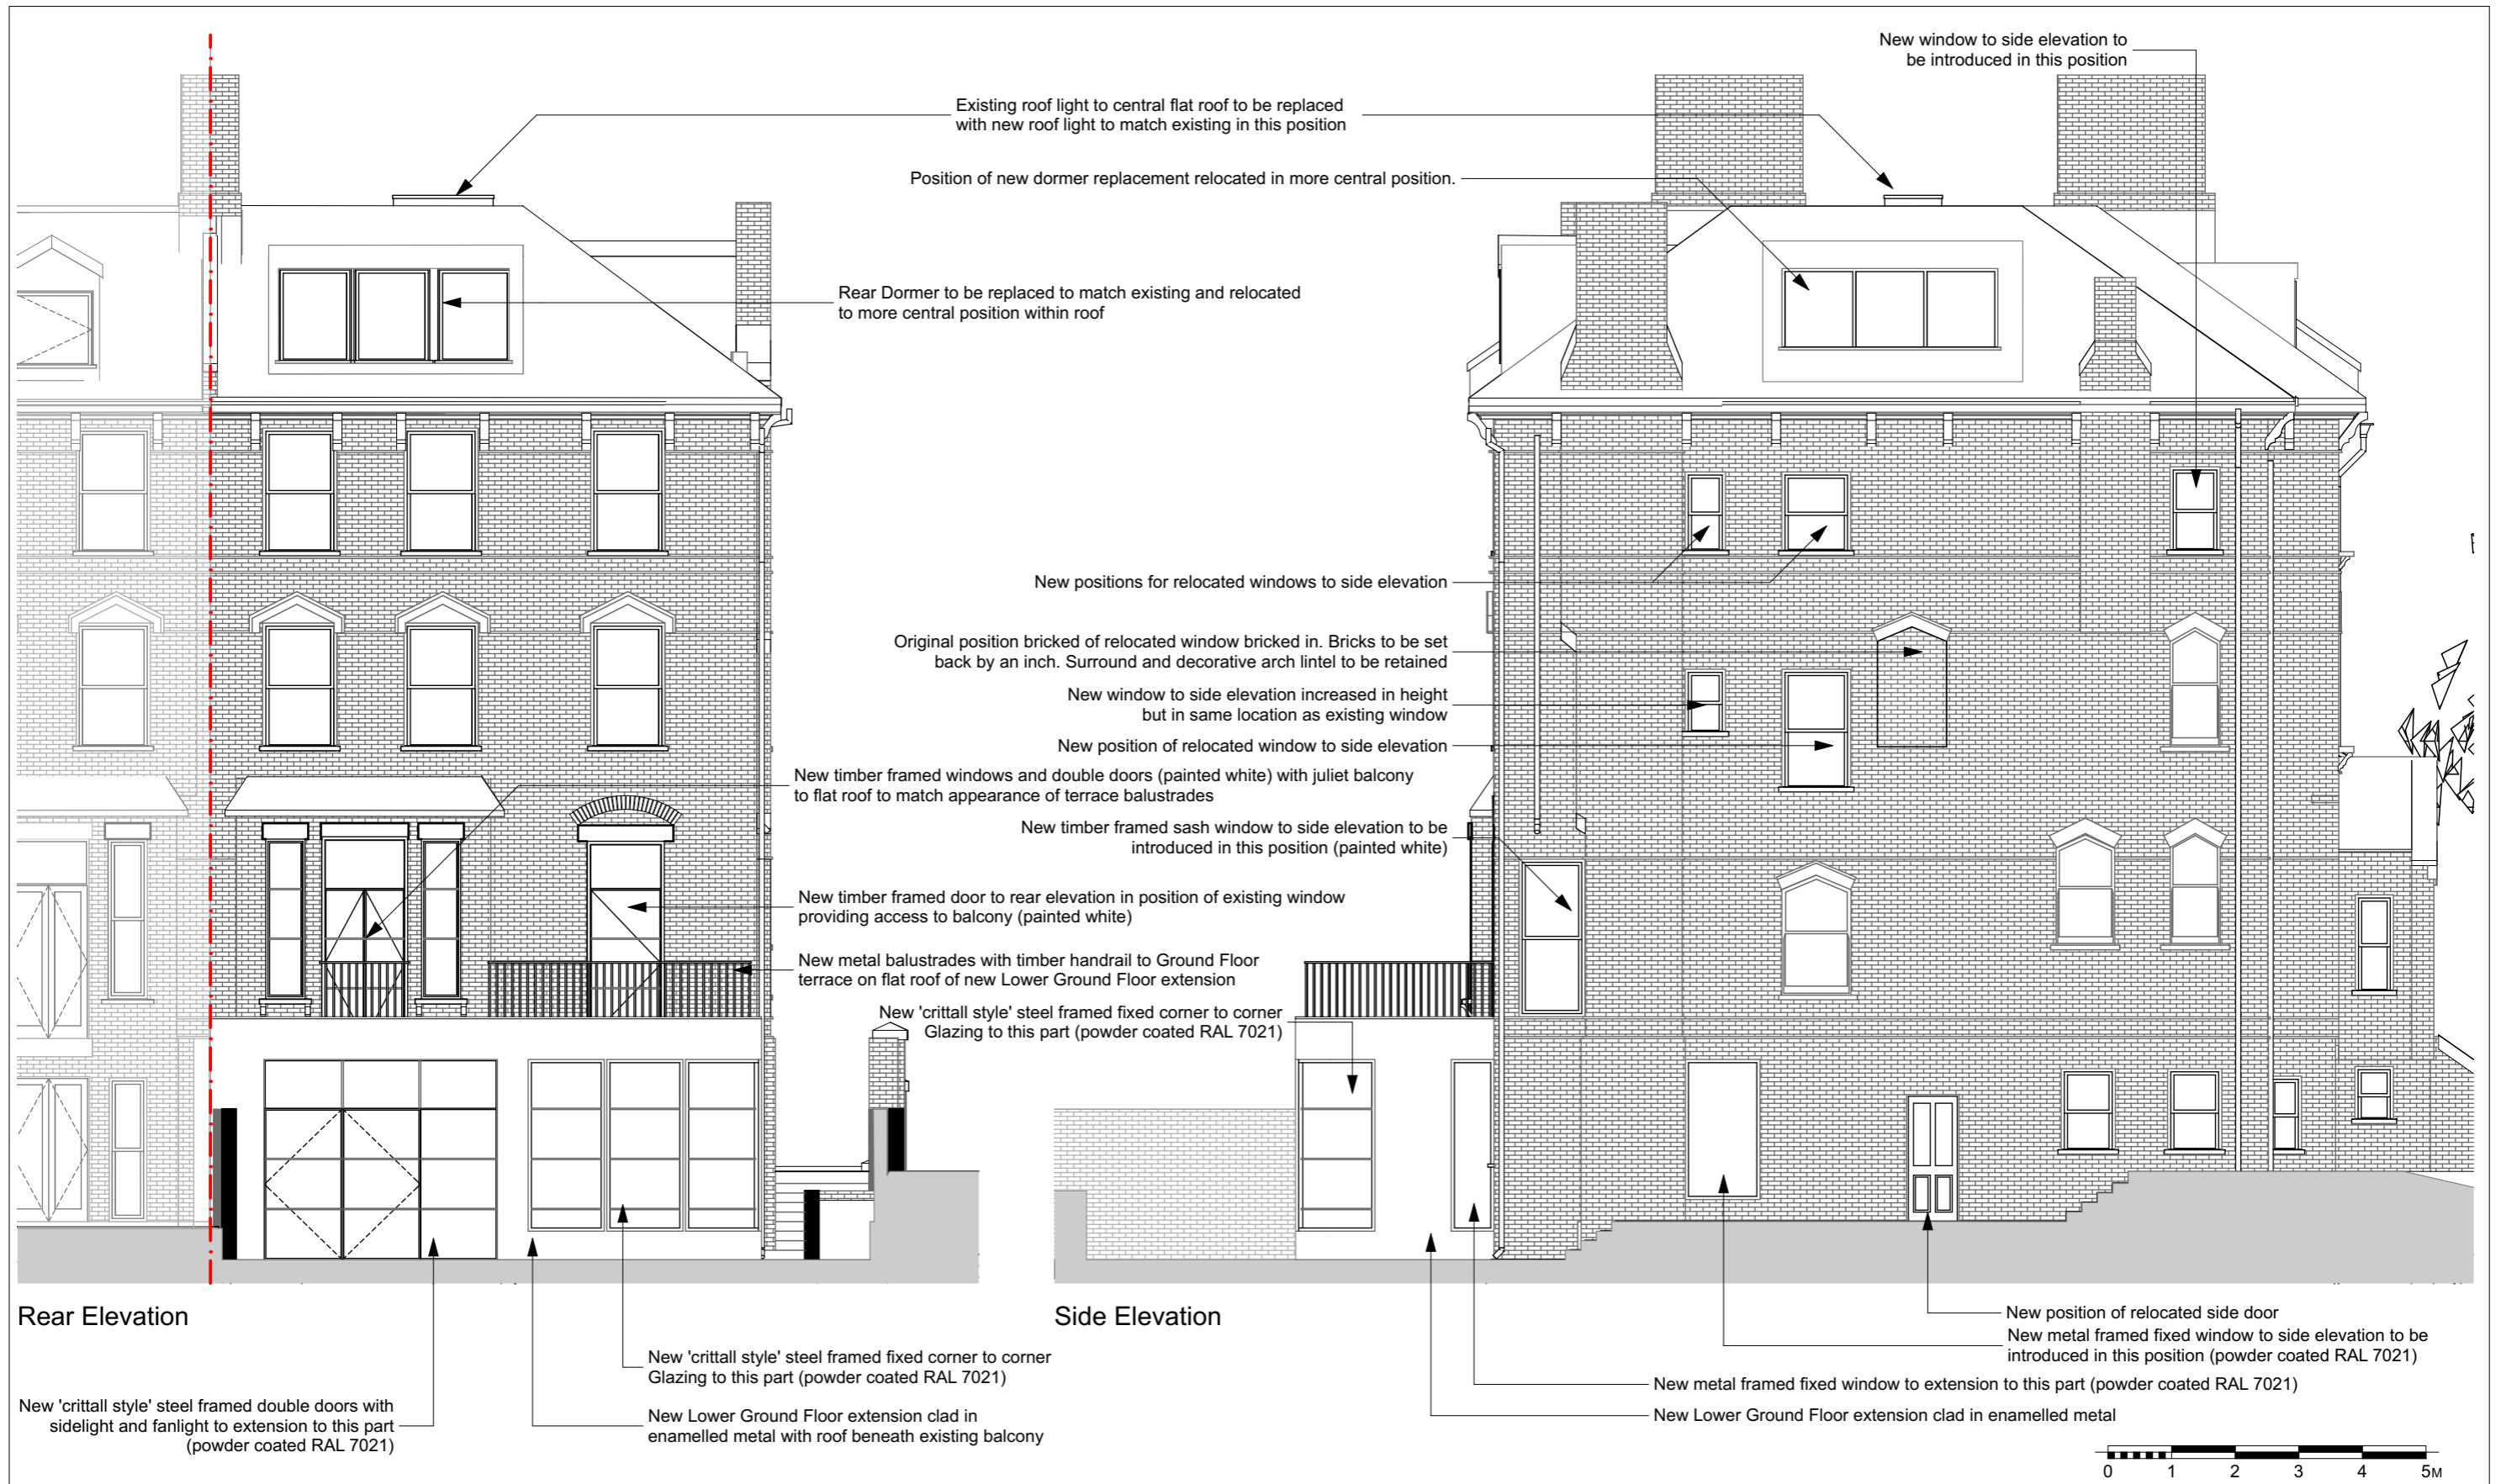 New window to side elevation to
be introduced in this position
Existing roof light to central flat roof to be replaced
with new roof light to match existing in this position
Position of new dormer replacement relocated in more central position.
Rear Dormer to be replaced to match existing and relocated
to more central position within roof
New positions for relocated windows to side elevation
Original position bricked of relocated window bricked in. Bricks to be set
back by an inch. Surround and decorative arch lintel to be retained
New window to side elevation increased in height
but in same location as existing window
New position of relocated window to side elevation
New timber framed windows and double doors (painted white) with juliet balcony
to flat roof to match appearance of terrace balustrades
New timber framed sash window to side elevation to be
introduced in this position (painted white)
New timber framed door to rear elevation in position of existing window
providing access to balcony (painted white)
New metal balustrades with timber handrail to Ground Floor
terrace on flat roof of new Lower Ground Floor extension
New 'crittall style' steel framed fixed corner to corner
Glazing to this part (powder coated RAL 7021)
Rear Elevation
Side Elevation
New position of relocated side door
New metal framed fixed window to side elevation to be
introduced in this position (powder coated RAL 7021)
New 'crittall style' steel framed fixed corner to corner
Glazing to this part (powder coated RAL 7021)
New metal framed fixed window to extension to this part (powder coated RAL 7021)
New 'crittall style' steel framed double doors with
sidelight and fanlight to extension to this part
(powder coated RAL 7021)
New Lower Ground Floor extension clad in
enamelled metal with roof beneath existing balcony
New Lower Ground Floor extension clad in enamelled metal
0 1 2 3 4 5M